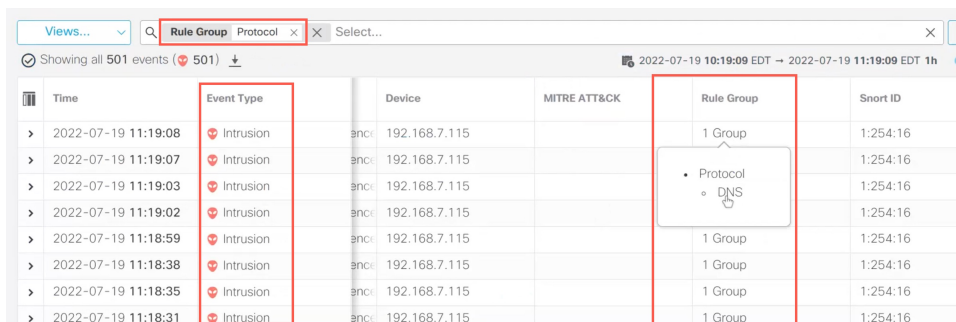 Views... Rule Group Protocol × × Select... ×
Showing all 501 events ( 501) 2022-07-19 10:19:09 EDT → 2022-07-19 11:19:09 EDT 1h
Time Event Type Device MITRE ATT&CK Rule Group Snort ID
2022-07-19 11:19:08 Intrusion ence 192.168.7.115 1 Group 1:254:16
2022-07-19 11:19:07 Intrusion ence 192.168.7.115 1:254:16
2022-07-19 11:19:03 Intrusion ence 192.168.7.115 • Protocol 1:254:16
2022-07-19 11:19:02 Intrusion ence 192.168.7.115 ◦ DNS 1:254:16
2022-07-19 11:18:59 Intrusion ence 192.168.7.115 1 Group 1:254:16
2022-07-19 11:18:38 Intrusion ence 192.168.7.115 1 Group 1:254:16
2022-07-19 11:18:35 Intrusion ence 192.168.7.115 1 Group 1:254:16
2022-07-19 11:18:31 Intrusion ence 192.168.7.115 1 Group 1:254:16